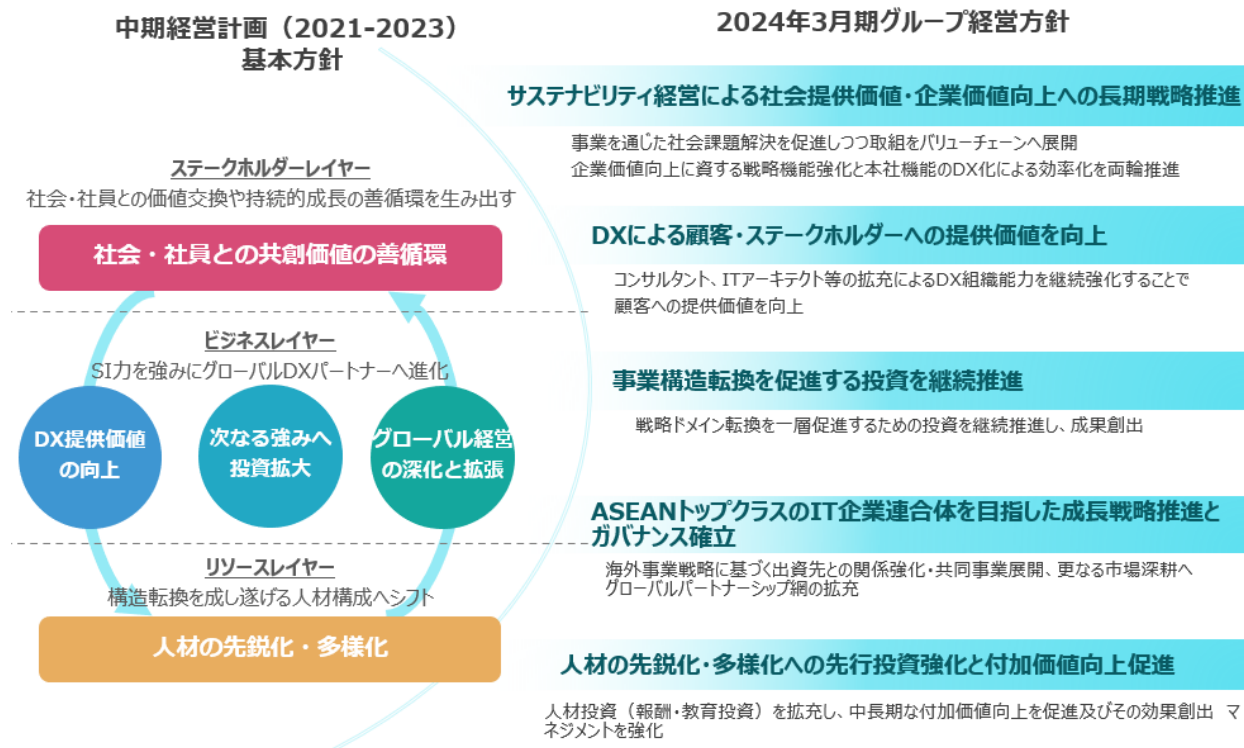 中期経営計画（2021-2023）
基本方針
ステークホルダーレイヤー
社会・社員との価値交換や持続的成長の善循環を生み出す
社会・社員との共創価値の善循環
ビジネスレイヤー
SI力を強みにグローバルDXパートナーへ進化
DX提供価値
の向上
次なる強みへ
投資拡大
グローバル経営
の深化と拡張
リソースレイヤー
構造転換を成し遂げる人材構成へシフト
人材の先鋭化・多様化
2024年3月期グループ経営方針
サステナビリティ経営による社会提供価値・企業価値向上への長期戦略推進
事業を通じた社会課題解決を促進しつつ取組をバリューチェーンへ展開
企業価値向上に資する戦略機能強化と本社機能のDX化による効率化を両輪推進
DXによる顧客・ステークホルダーへの提供価値を向上
コンサルタント、ITアーキテクト等の拡充によるDX組織能力を継続強化することで
顧客への提供価値を向上
事業構造転換を促進する投資を継続推進
戦略ドメイン転換を一層促進するための投資を継続推進し、成果創出
ASEANトップクラスのIT企業連合体を目指した成長戦略推進と
ガバナンス確立
海外事業戦略に基づく出資先との関係強化・共同事業展開、更なる市場深耕へ
グローバルパートナーシップ網の拡充
人材の先鋭化・多様化への先行投資強化と付加価値向上促進
人材投資（報酬・教育投資）を拡充し、中長期な付加価値向上を促進及びその効果創出 マ
ネジメントを強化